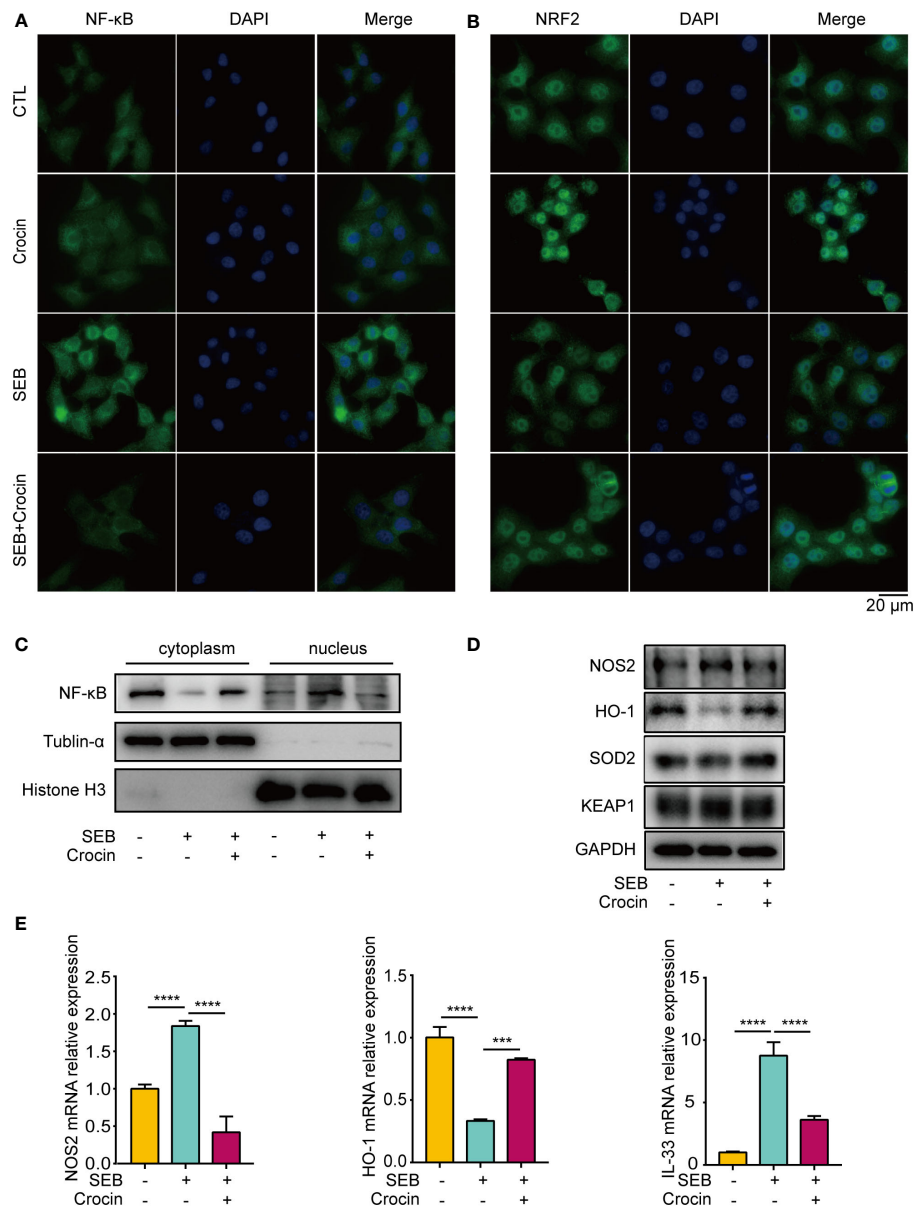 A
NF-κB DAPI Merge
CTL
Crocin
SEB
SEB+Crocin
B
NRF2 DAPI Merge
20 μm
C
cytoplasm nucleus
NF-κB
Tublin-α
Histone H3
SEB - + + - + +
Crocin - - + - - +
D
NOS2
HO-1
SOD2
KEAP1
GAPDH
SEB - + +
Crocin - - +
E
NOS2 mRNA relative expression
2.5
2.0
1.5
1.0
0.5
0.0
**** ****
SEB - + +
Crocin - - +
HO-1 mRNA relative expression
1.5
1.0
0.5
0.0
**** ***
SEB - + +
Crocin - - +
IL-33 mRNA relative expression
15
10
5
0
**** ****
SEB - + +
Crocin - - +